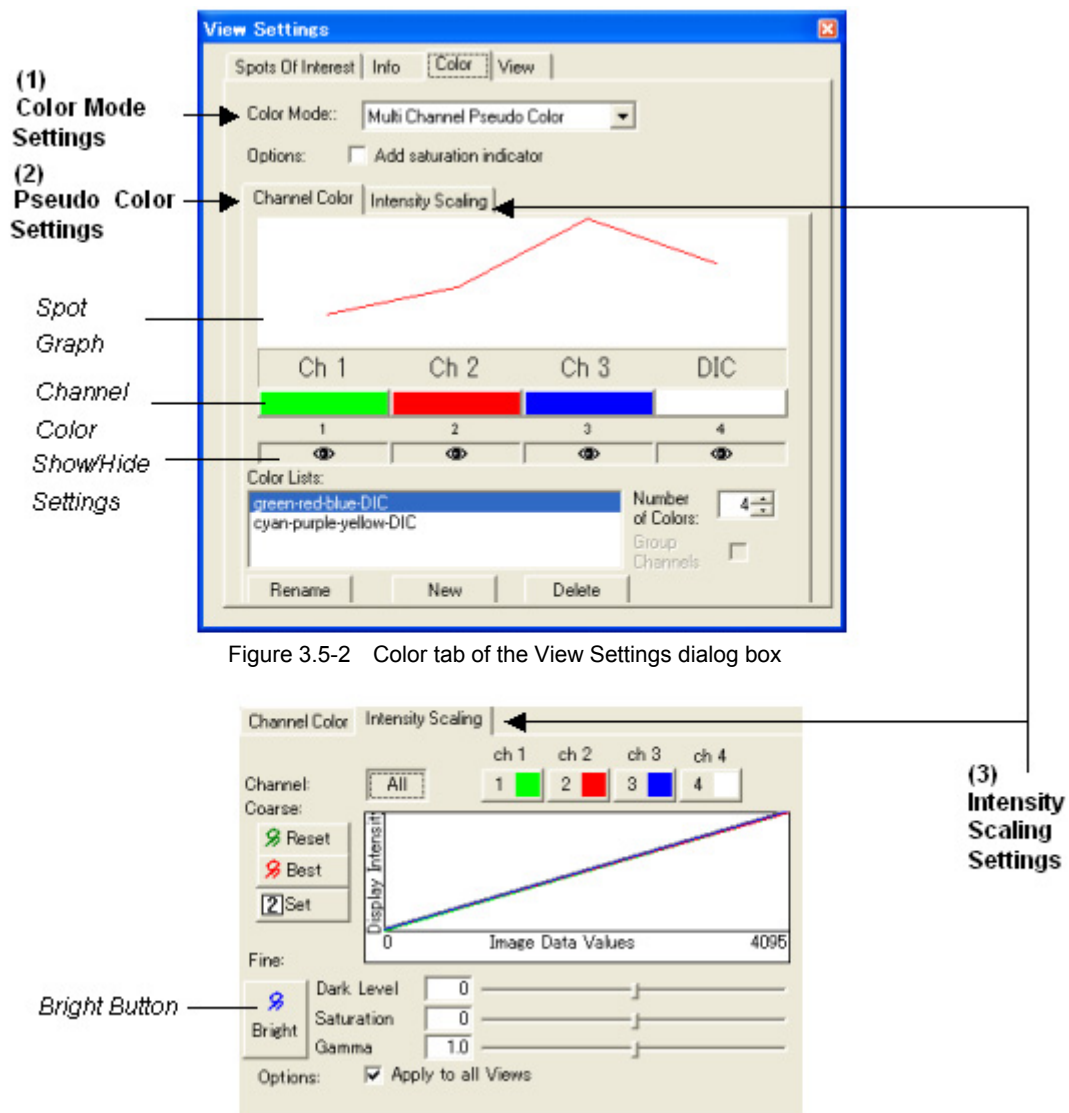 View Settings
Spots Of Interest Info Color View
(1)
Color Mode
Settings
Color Mode:: Multi Channel Pseudo Color
Options: Add saturation indicator
(2)
Pseudo Color
Settings
Channel Color Intensity Scaling
Spot
Graph
Ch 1 Ch 2 Ch 3 DIC
Channel
Color
1 2 3 4
Show/Hide
Settings
Color Lists:
green-red-blue-DIC
cyan-purple-yellow-DIC
Number
of Colors:
4
Group
Channels
Rename New Delete
Figure 3.5-2 Color tab of the View Settings dialog box
Channel Color Intensity Scaling
ch 1 ch 2 ch 3 ch 4
Channel: All 1 2 3 4
Coarse:
Reset
Best
2 Set
Display Intensit
0 Image Data Values 4095
(3)
Intensity
Scaling
Settings
Fine:
Bright Button
Bright
Dark Level 0
Saturation 0
Gamma 1.0
Options: Apply to all Views